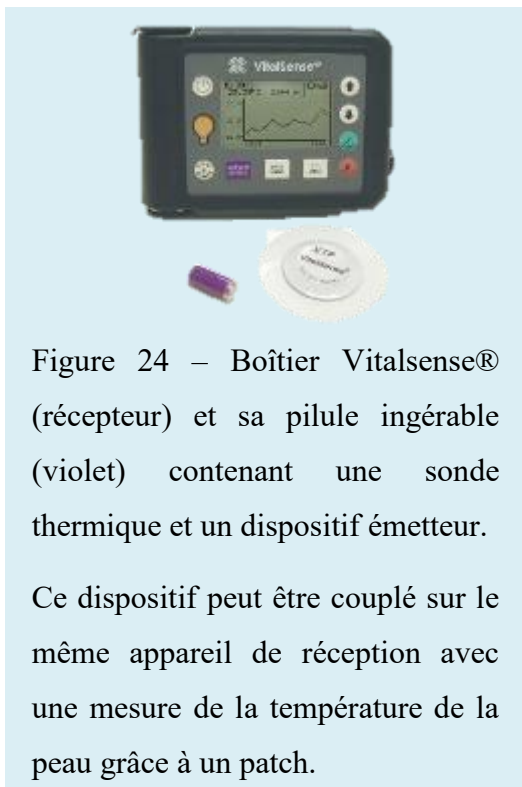 VitalSense®
Figure 24 – Boîtier Vitalsense®
(récepteur) et sa pilule ingérable
(violet) contenant une sonde
thermique et un dispositif émetteur.
Ce dispositif peut être couplé sur le
même appareil de réception avec
une mesure de la température de la
peau grâce à un patch.